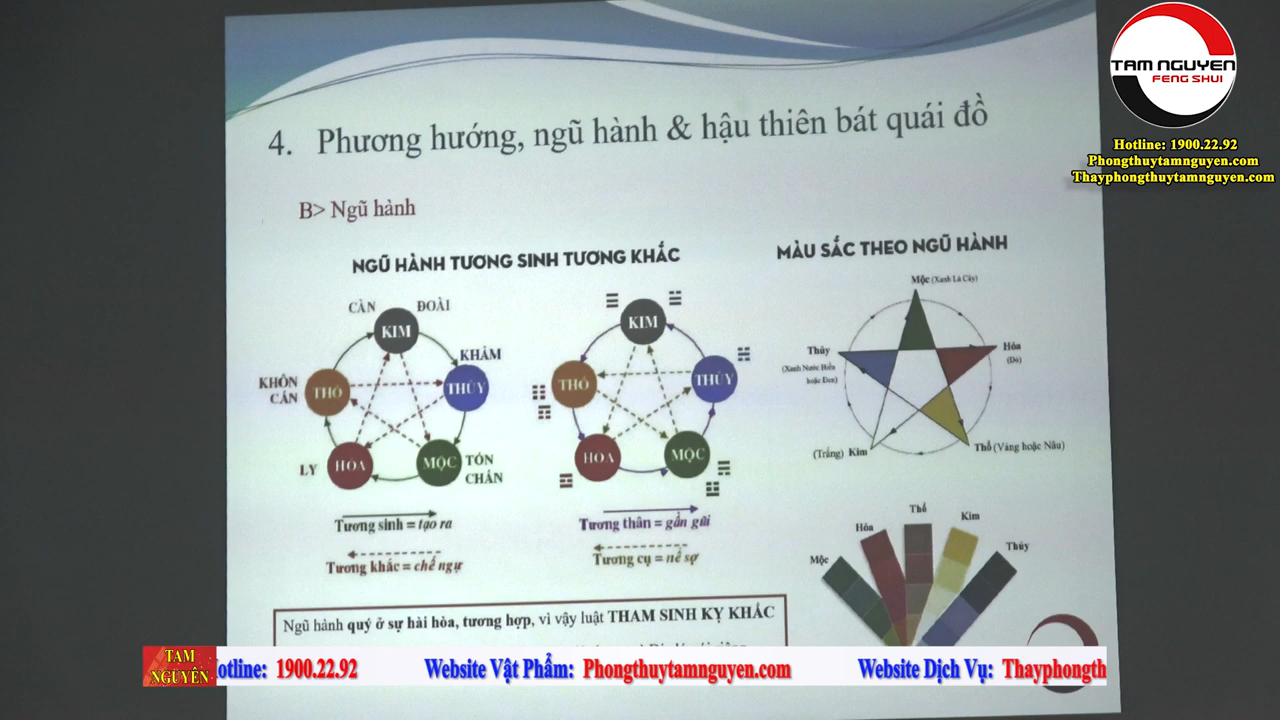 TAM NGUYEN
FENG SHUI
Hotline: 1900.22.92
Phongthuytamnguyen.com
Thayphongthuytamnguyen.com
4. Phương hướng, ngũ hành & hậu thiên bát quái đồ
B> Ngũ hành
NGŨ HÀNH TƯƠNG SINH TƯƠNG KHẮC
CÀN
ĐOÀI
KIM
KHẢM
THỦY
KHÔN
CẤN
THỔ
LY
HỎA
MỘC
TỐN
CHẤN
Tương sinh = tạo ra
Tương khắc = chế ngự
KIM
THỔ
THỦY
HỎA
MỘC
Tương thân = gần gũi
Tương cụ = nể sợ
MÀU SẮC THEO NGŨ HÀNH
Mộc (Xanh Lá Cây)
Thủy
(Xanh Nước Biển
hoặc Đen)
Hỏa
(Đỏ)
(Trắng) Kim
Thổ (Vàng hoặc Nâu)
Mộc
Hỏa
Thổ
Kim
Thủy
Ngũ hành quý ở sự hài hòa, tương hợp, vì vậy luật THAM SINH KỴ KHẮC
TAM
NGUYÊN
otline: 1900.22.92 Website Vật Phẩm: Phongthuytamnguyen.com Website Dịch Vụ: Thayphongth